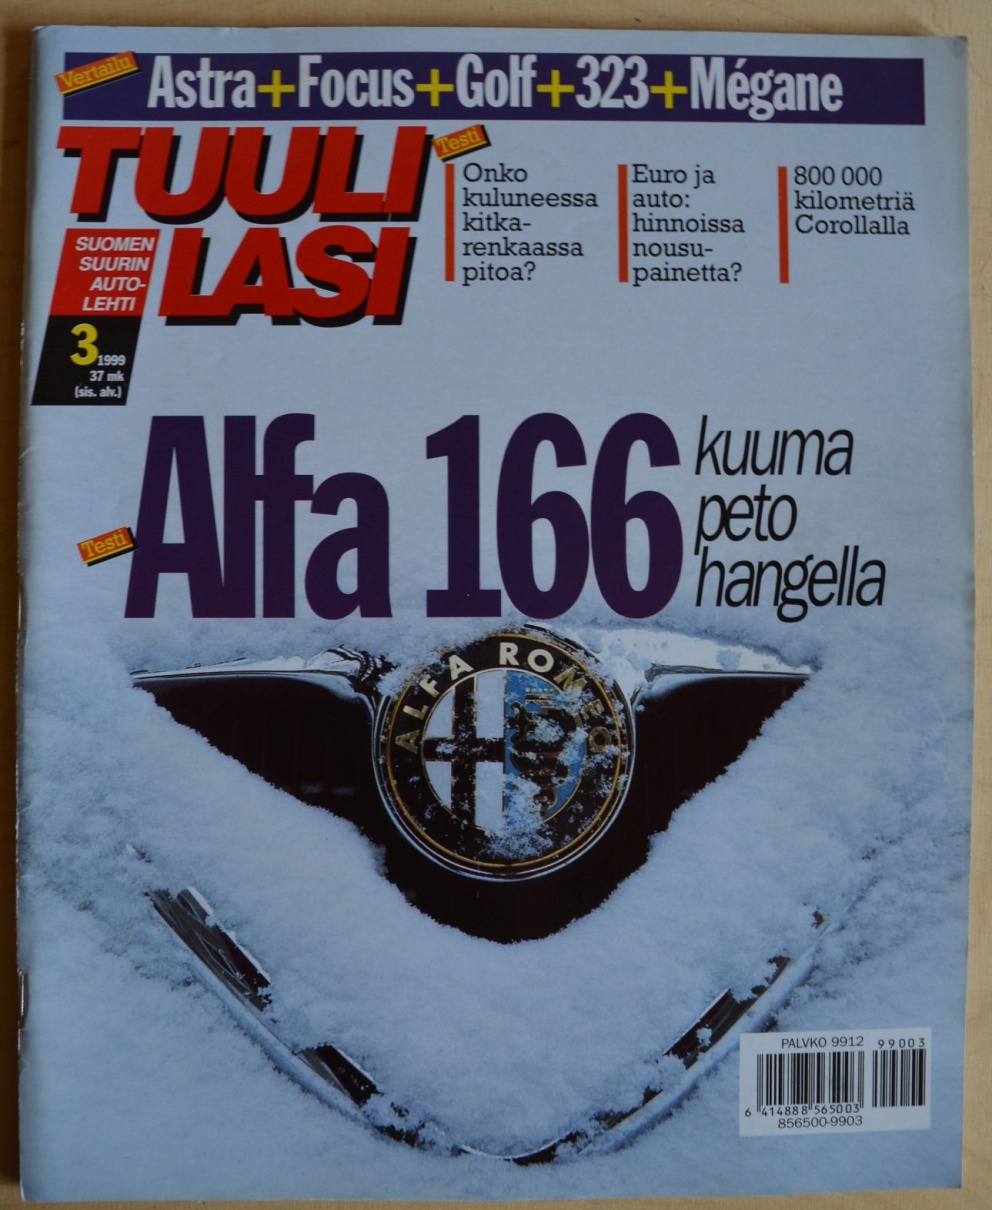 Vertailu
Astra+Focus+Golf+323+Mégane
TUULI
LASI
SUOMEN
SUURIN
AUTO-
LEHTI
3 1999
37 mk
(sis. alv.)
Testi
Onko
kuluneessa
kitka-
renkaassa
pitoa?
Euro ja
auto:
hinnoissa
nousu-
painetta?
800 000
kilometriä
Corollalla
Testi
Alfa 166
kuuma
peto
hangella
ALFA ROMEO
PALVKO 9912
99003
6 414888 565003
856500-9903